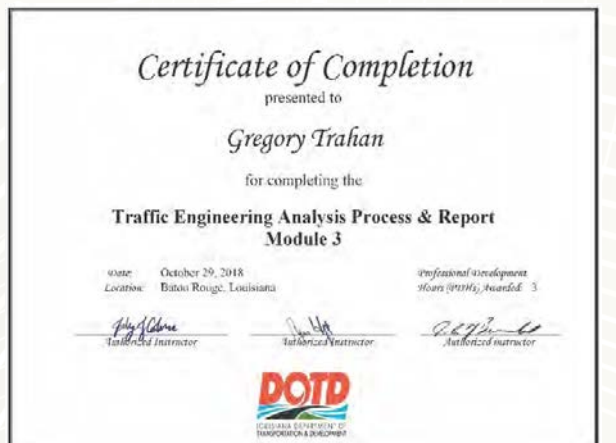 Certificate of Completion
presented to
Gregory Trahan
for completing the
Traffic Engineering Analysis Process & Report
Module 3
Date: October 29, 2018
Location: Baton Rouge, Louisiana
Professional Development
Hours (PDHs) Awarded: 3
Authorized Instructor
Authorized Instructor
Authorized instructor
DOTD
LOUISIANA DEPARTMENT OF
TRANSPORTATION & DEVELOPMENT